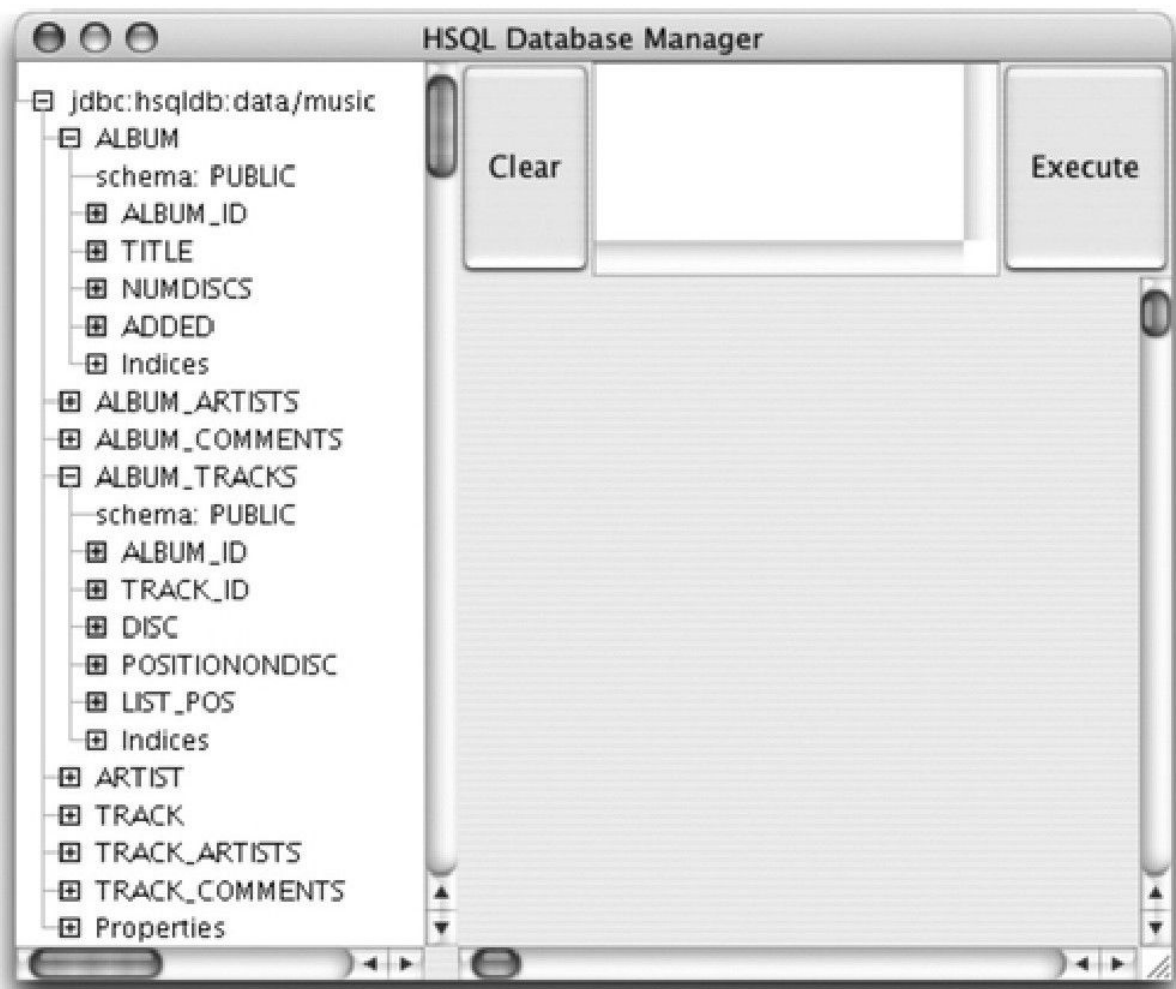 HSQL Database Manager
jdbc:hsqldb:data/music
ALBUM
schema: PUBLIC
ALBUM_ID
TITLE
NUMDISCS
ADDED
Indices
ALBUM_ARTISTS
ALBUM_COMMENTS
ALBUM_TRACKS
schema: PUBLIC
ALBUM_ID
TRACK_ID
DISC
POSITIONONDISC
LIST_POS
Indices
ARTIST
TRACK
TRACK_ARTISTS
TRACK_COMMENTS
Properties
Clear
Execute